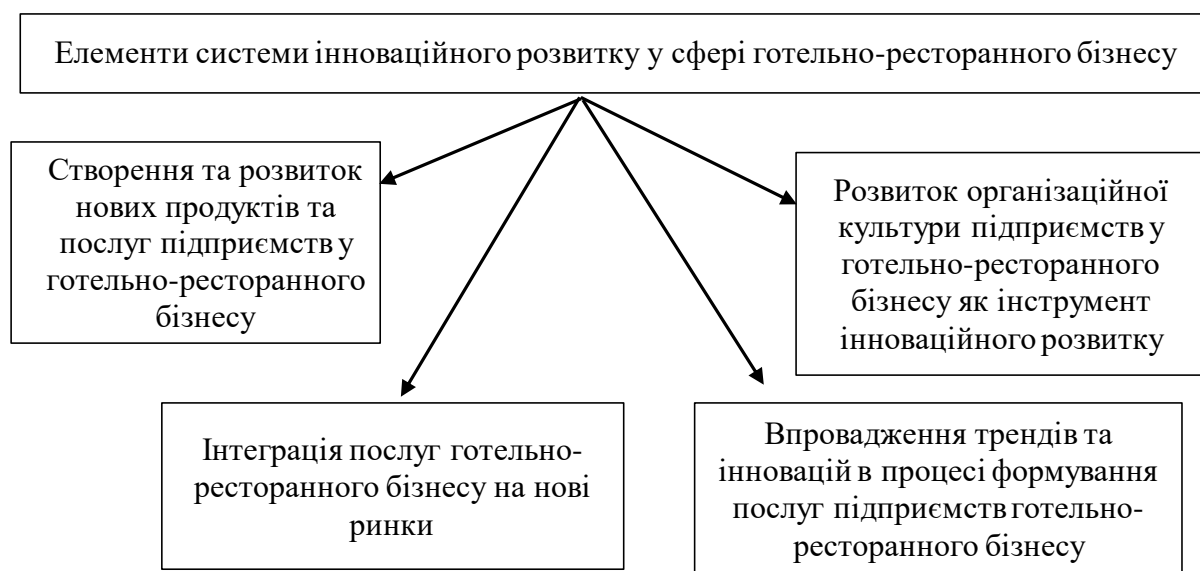 Елементи системи інноваційного розвитку у сфері готельно-ресторанного бізнесу
Створення та розвиток
нових продуктів та
послуг підприємств у
готельно-ресторанного
бізнесу
Розвиток організаційної
культури підприємств у
готельно-ресторанного
бізнесу як інструмент
інноваційного розвитку
Інтеграція послуг готельно-
ресторанного бізнесу на нові
ринки
Впровадження трендів та
інновацій в процесі формування
послуг підприємств готельно-
ресторанного бізнесу